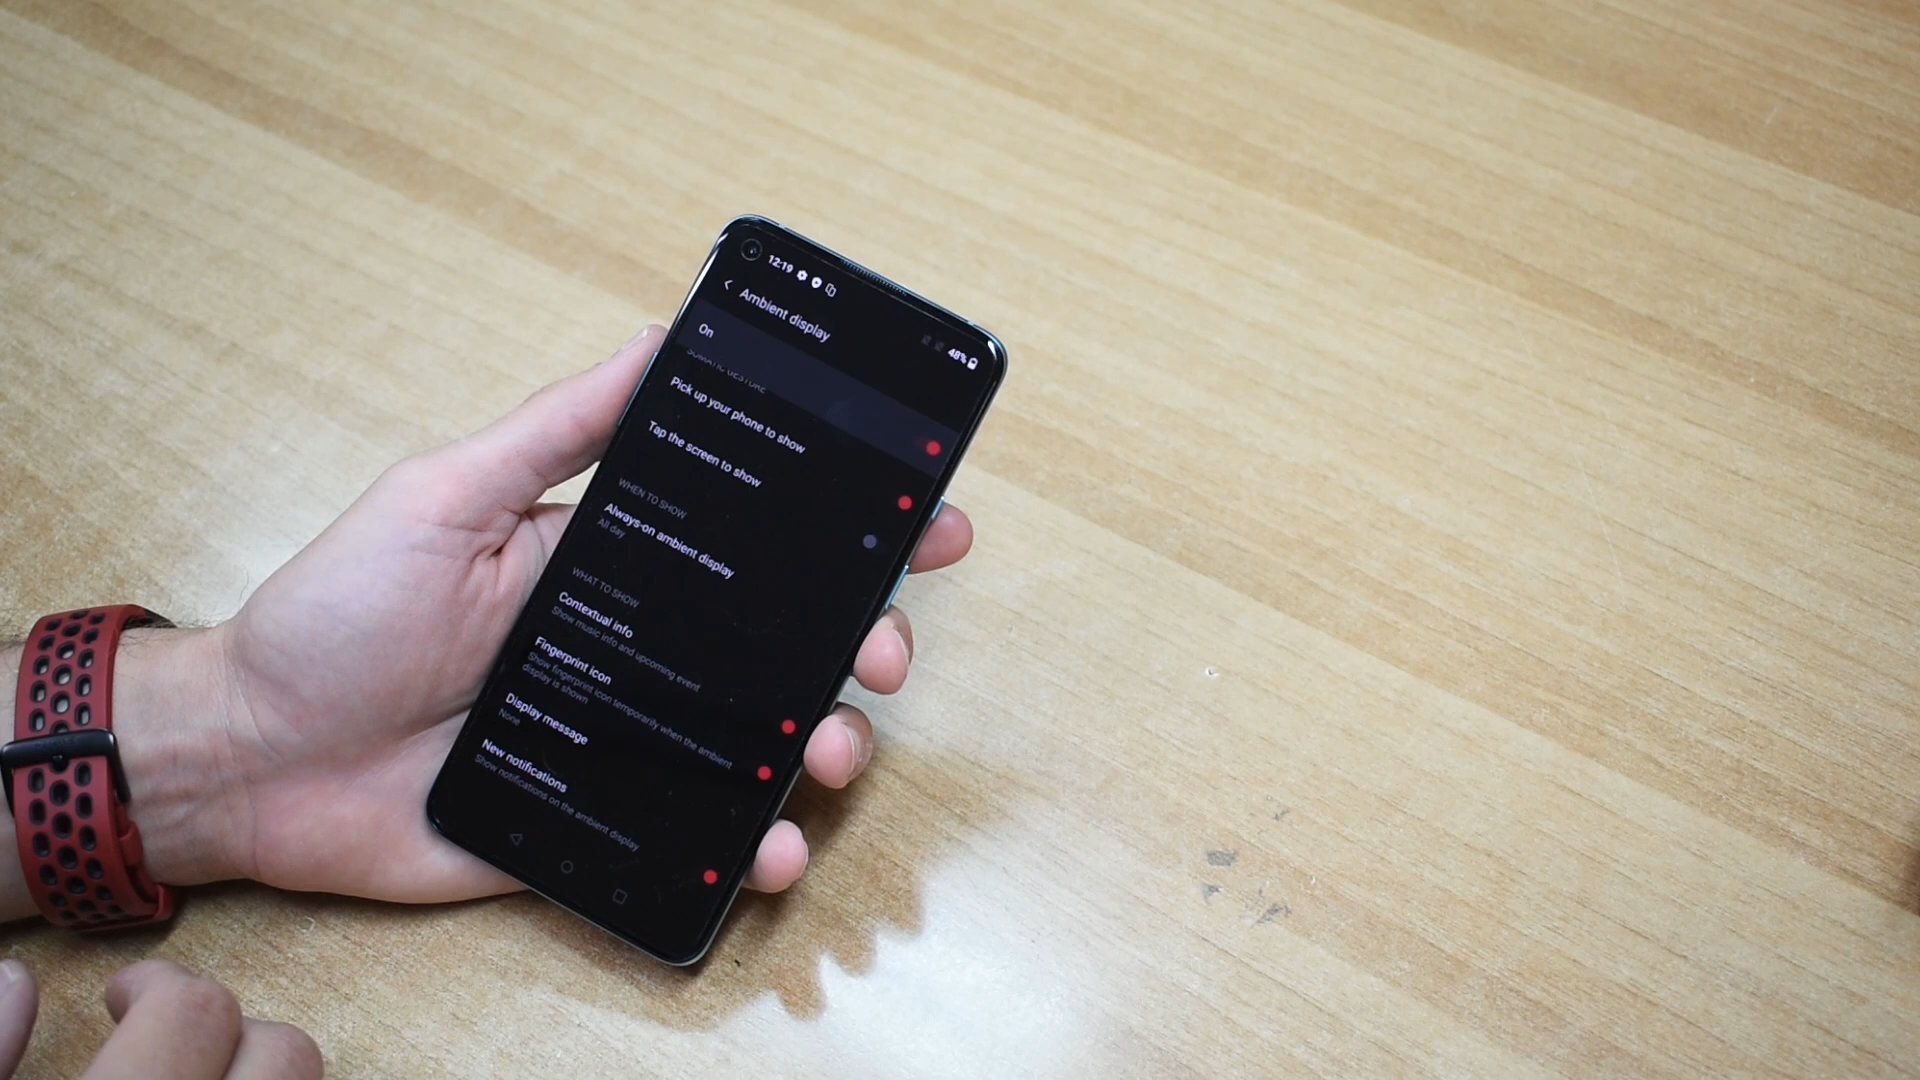 12:19
48%
Ambient display
On
SOMATIC GESTURE
Pick up your phone to show
Tap the screen to show
WHEN TO SHOW
Always-on ambient display
All day
WHAT TO SHOW
Contextual info
Show music info and upcoming event
Fingerprint icon
Show fingerprint icon temporarily when the ambient
display is shown
Display message
None
New notifications
Show notifications on the ambient display